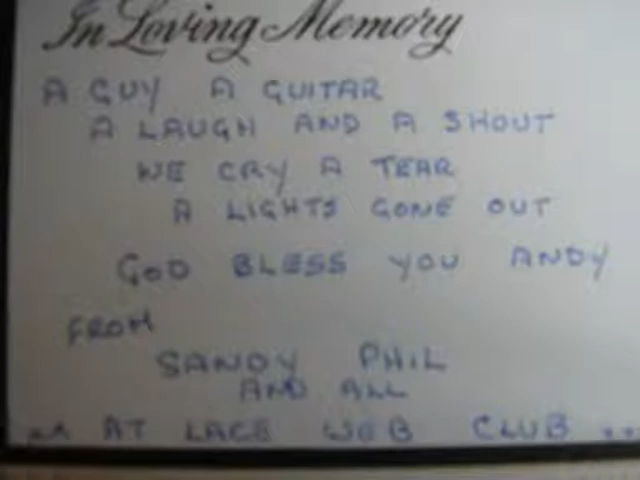 In Loving Memory
A GUY A GUITAR
A LAUGH AND A SHOUT
WE CRY A TEAR
A LIGHTS GONE OUT
GOD BLESS YOU ANDY
FROM
SANDY PHIL
AND ALL
AT LACE WEB CLUB